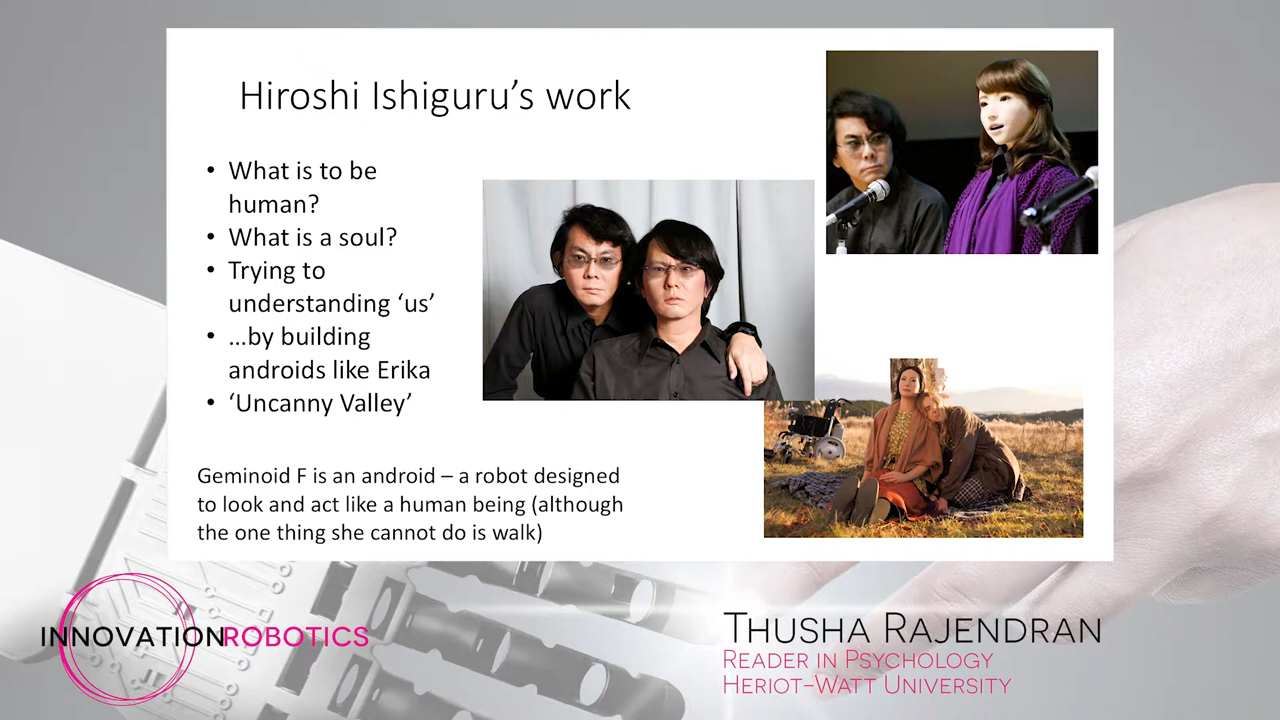 Hiroshi Ishiguru’s work
• What is to be
human?
• What is a soul?
• Trying to
understanding ‘us’
• …by building
androids like Erika
• ‘Uncanny Valley’
Geminoid F is an android – a robot designed
to look and act like a human being (although
the one thing she cannot do is walk)
INNOVATIONROBOTICS
THUSHA RAJENDRAN
READER IN PSYCHOLOGY
HERIOT-WATT UNIVERSITY